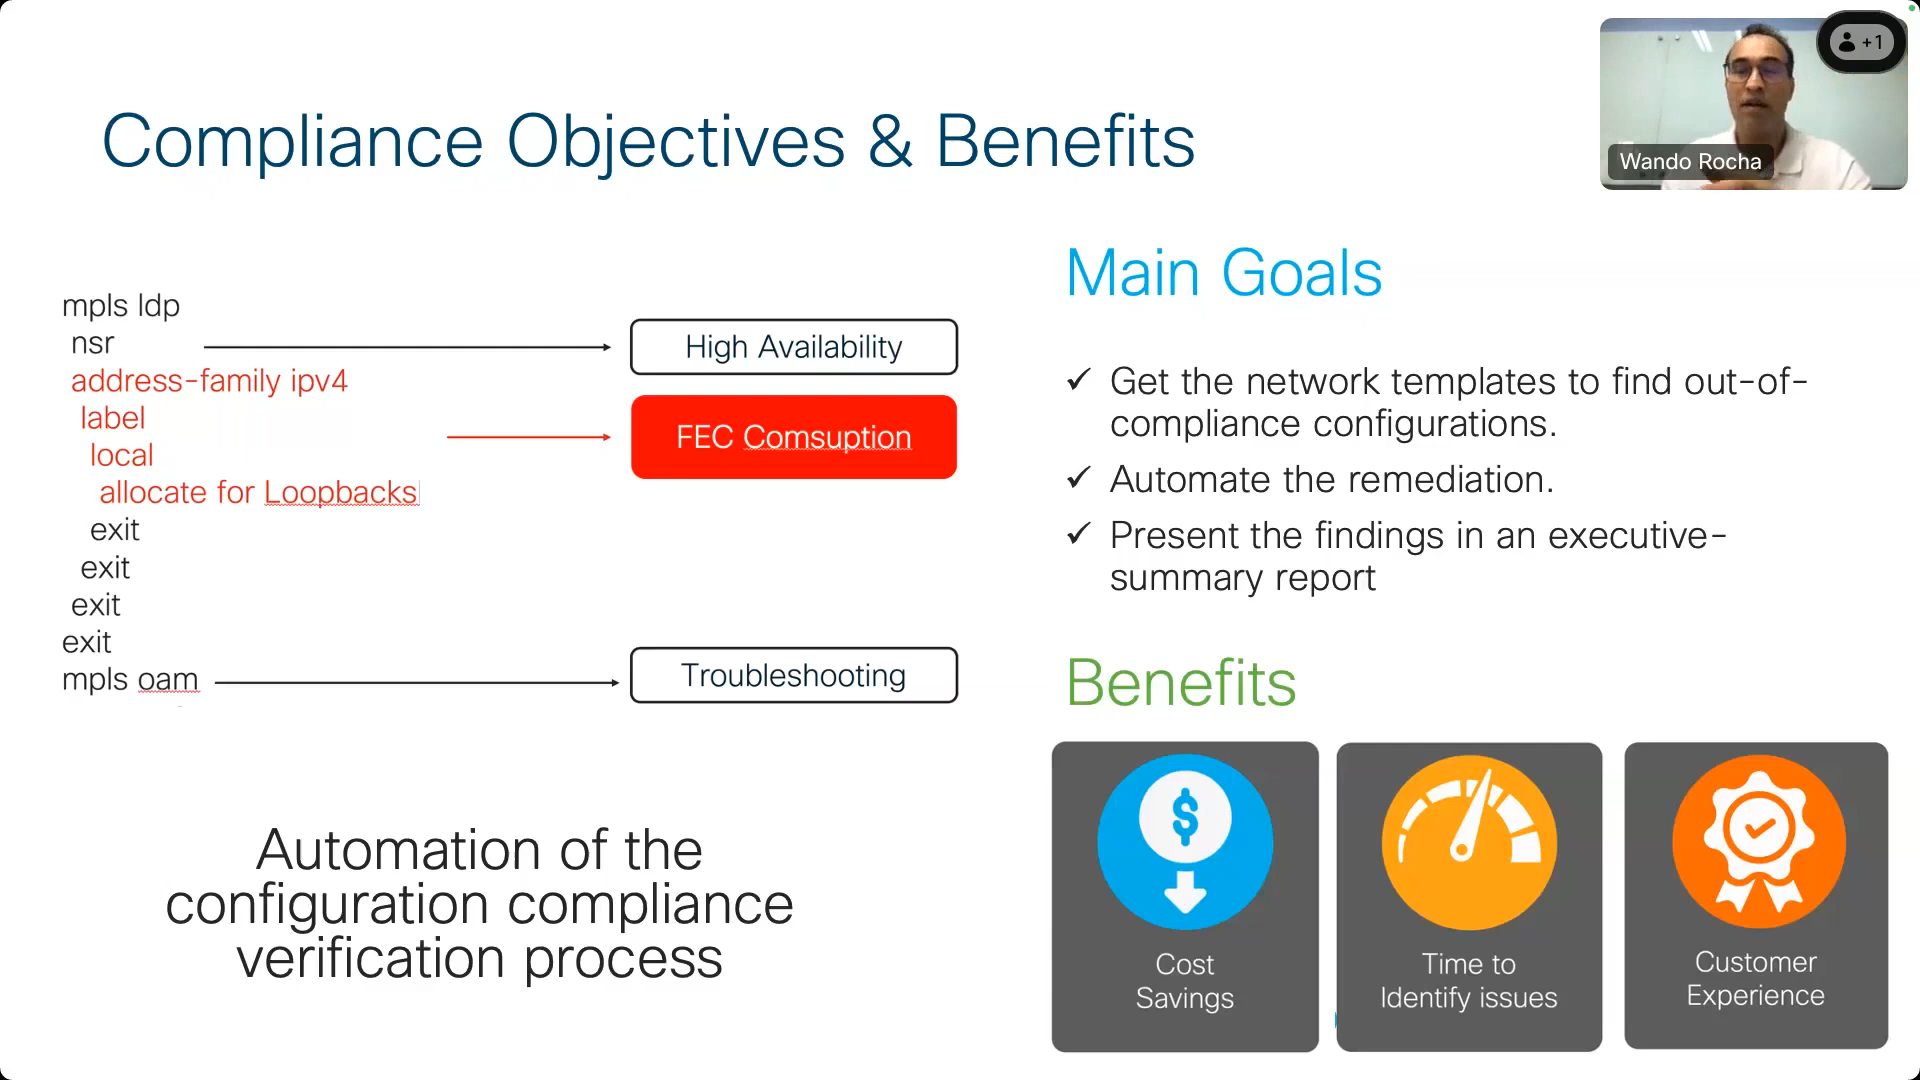 Compliance Objectives & Benefits
+1
Wando Rocha
mpls ldp
nsr
address-family ipv4
label
local
allocate for Loopbacks
exit
exit
exit
exit
mpls oam
High Availability
FEC Comsuption
Troubleshooting
Automation of the
configuration compliance
verification process
Main Goals
✓ Get the network templates to find out-of-
compliance configurations.
✓ Automate the remediation.
✓ Present the findings in an executive-
summary report
Benefits
$
Cost
Savings
Time to
Identify issues
Customer
Experience